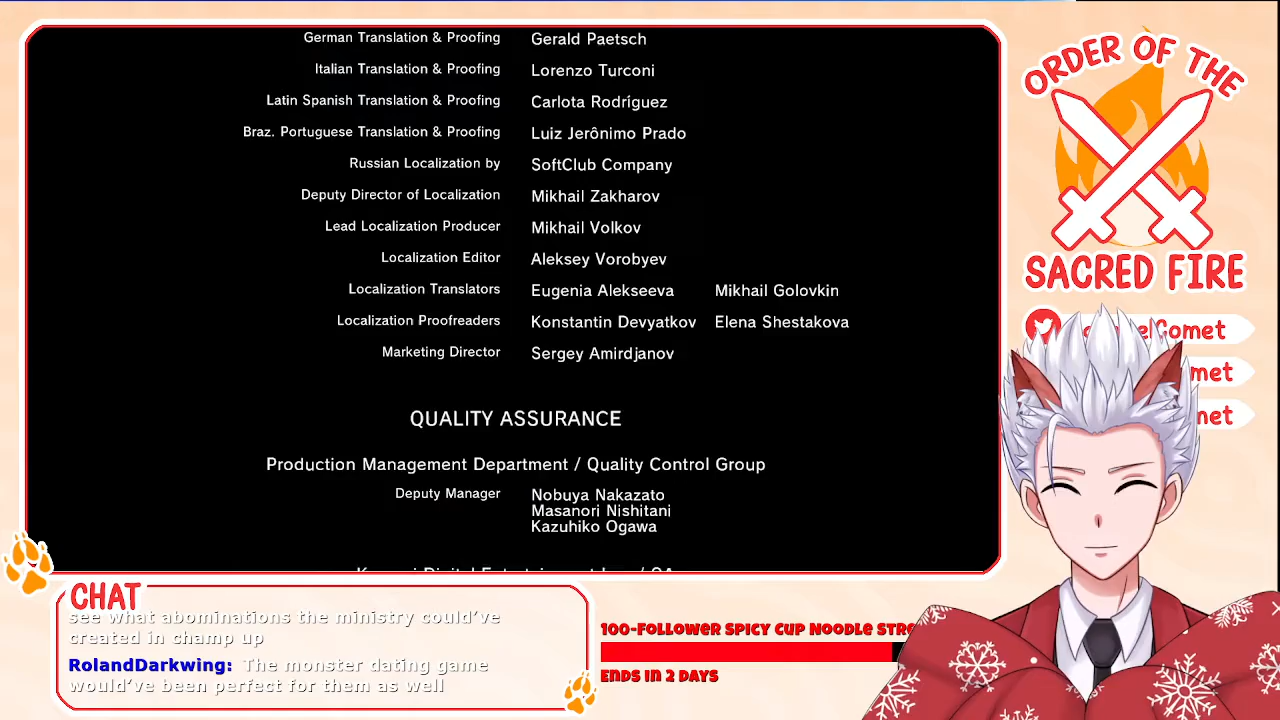 German Translation & Proofing Gerald Paetsch
Italian Translation & Proofing Lorenzo Turconi
Latin Spanish Translation & Proofing Carlota Rodríguez
Braz. Portuguese Translation & Proofing Luiz Jerônimo Prado
Russian Localization by SoftClub Company
Deputy Director of Localization Mikhail Zakharov
Lead Localization Producer Mikhail Volkov
Localization Editor Aleksey Vorobyev
Localization Translators Eugenia Alekseeva Mikhail Golovkin
Localization Proofreaders Konstantin Devyatkov Elena Shestakova
Marketing Director Sergey Amirdjanov
QUALITY ASSURANCE
Production Management Department / Quality Control Group
Deputy Manager Nobuya Nakazato
Masanori Nishitani
Kazuhiko Ogawa
ORDER OF THE
SACRED FIRE
CHAT
see what abominations the ministry could've
created in champ up
RolandDarkwing: The monster dating game
would've been perfect for them as well
100-FOLLOWER SPICY CUP NOODLE
ENDS IN 2 DAYS